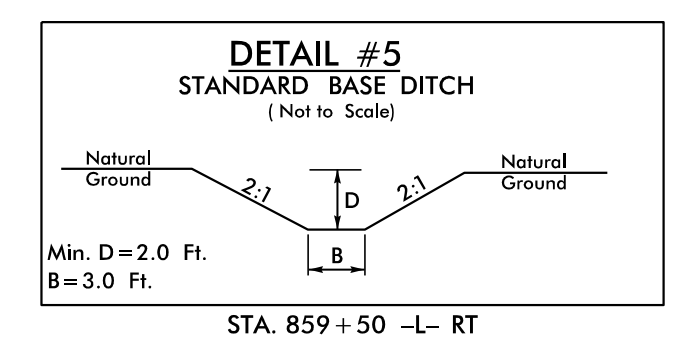 DETAIL #5
STANDARD BASE DITCH
( Not to Scale)
Natural
Ground
2:1
D
2:1
Natural
Ground
B
Min. D=2.0 Ft.
B=3.0 Ft.
STA. 859+50 -L- RT